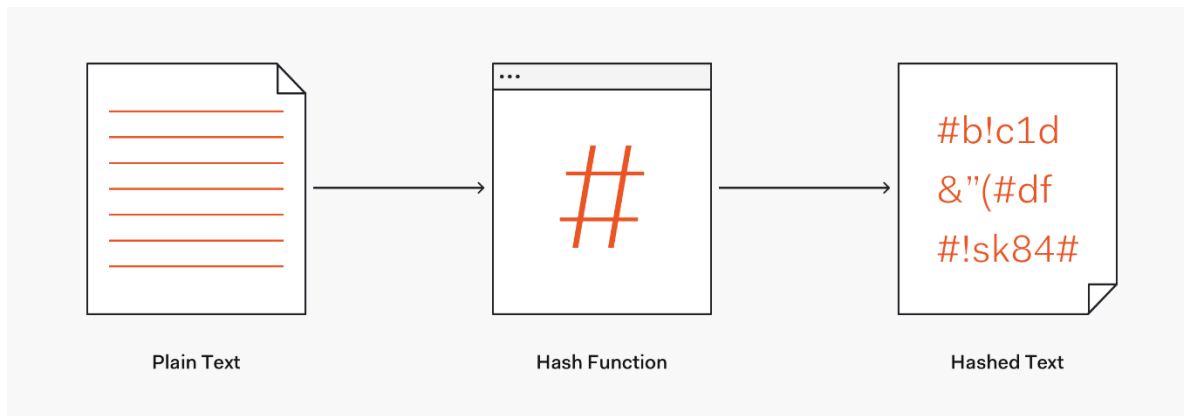 #
#b!c1d
&”(#df
#!sk84#
Plain Text
Hash Function
Hashed Text